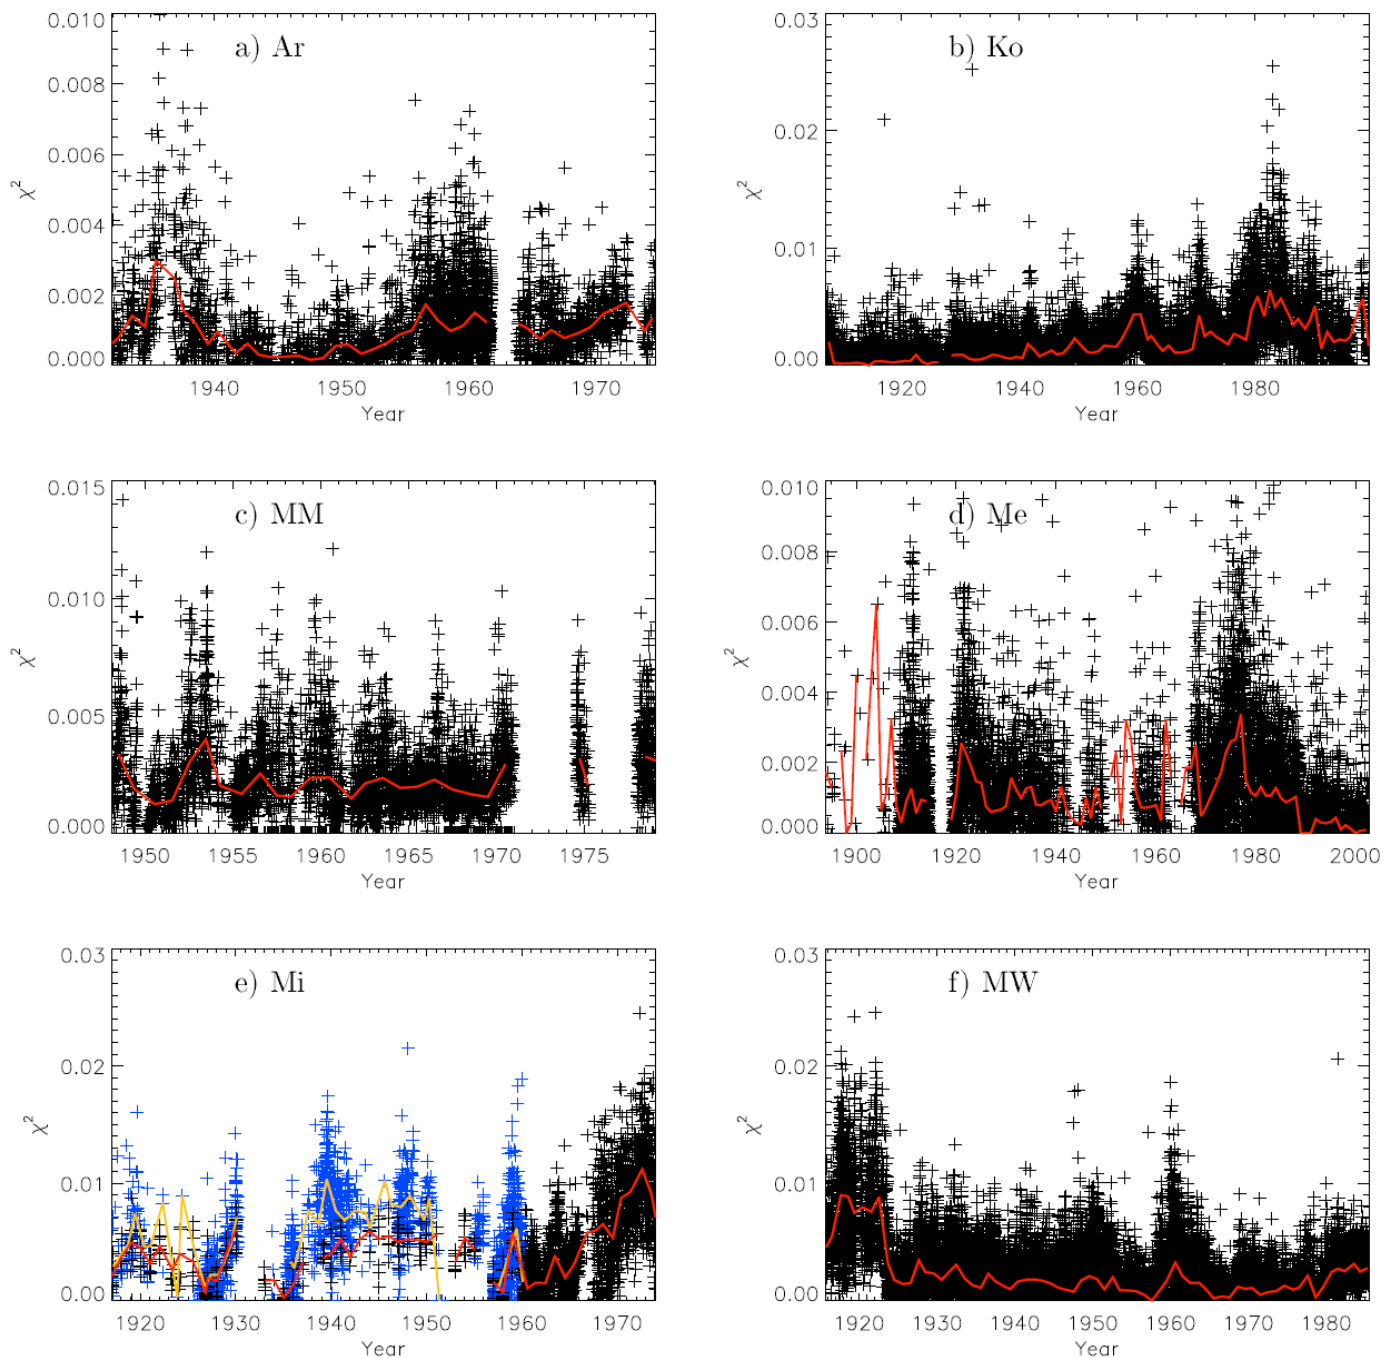 a) Ar
0.010
0.008
0.006
0.004
0.002
0.000
χ²
1940 1950 1960 1970
Year
b) Ko
0.03
0.02
0.01
0.00
χ²
1920 1940 1960 1980
Year
c) MM
0.015
0.010
0.005
0.000
χ²
1950 1955 1960 1965 1970 1975
Year
d) Me
0.010
0.008
0.006
0.004
0.002
0.000
χ²
1900 1920 1940 1960 1980 2000
Year
e) Mi
0.03
0.02
0.01
0.00
χ²
1920 1930 1940 1950 1960 1970
Year
f) MW
0.03
0.02
0.01
0.00
χ²
1920 1930 1940 1950 1960 1970 1980
Year